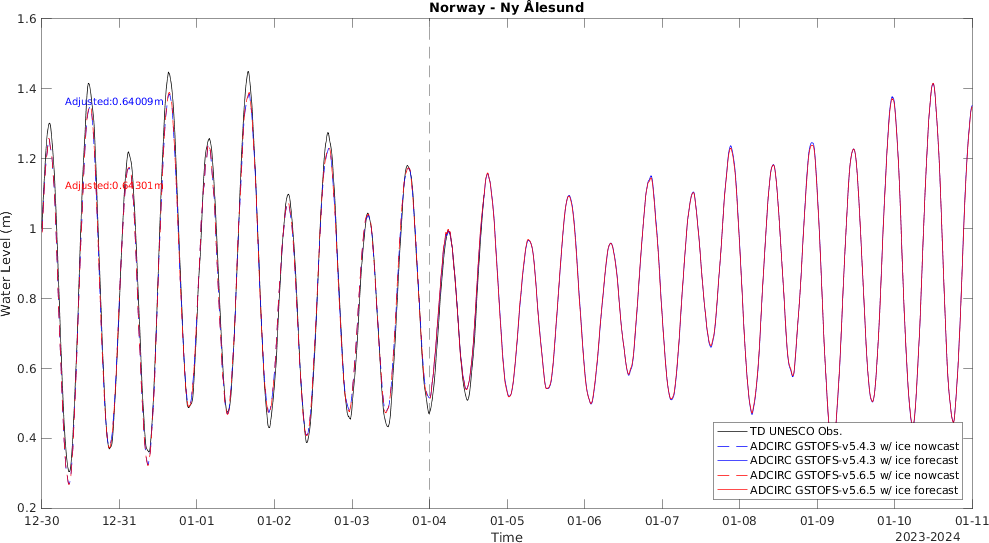 Norway - Ny Ålesund
1.6
1.4
1.2
1
0.8
0.6
0.4
0.2
Water Level (m)
Adjusted:0.64009m
Adjusted:0.64301m
TD UNESCO Obs.
ADCIRC GSTOFS-v5.4.3 w/ ice nowcast
ADCIRC GSTOFS-v5.4.3 w/ ice forecast
ADCIRC GSTOFS-v5.6.5 w/ ice nowcast
ADCIRC GSTOFS-v5.6.5 w/ ice forecast
12-30 12-31 01-01 01-02 01-03 01-04 01-05 01-06 01-07 01-08 01-09 01-10 01-11
Time
2023-2024